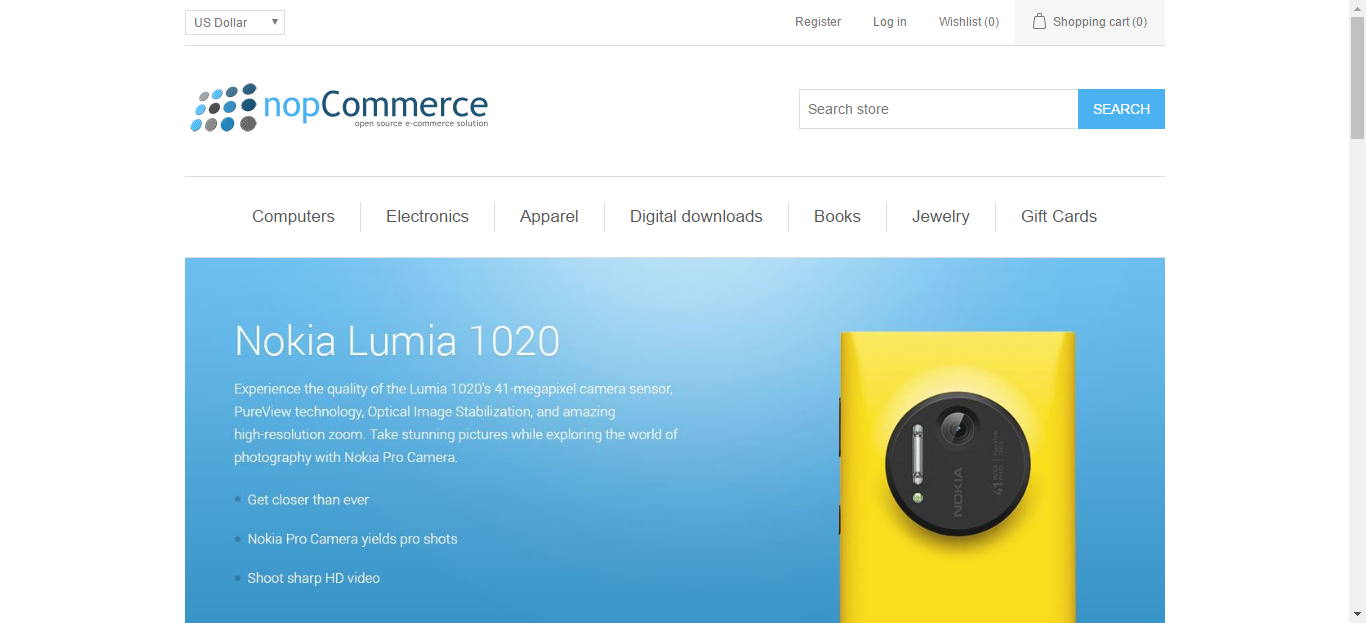 US Dollar
Register
Log in
Wishlist (0)
Shopping cart (0)
nopCommerce
open source e-commerce solution
Search store
SEARCH
Computers
Electronics
Apparel
Digital downloads
Books
Jewelry
Gift Cards
Nokia Lumia 1020
Experience the quality of the Lumia 1020's 41-megapixel camera sensor,
PureView technology, Optical Image Stabilization, and amazing
high-resolution zoom. Take stunning pictures while exploring the world of
photography with Nokia Pro Camera.
Get closer than ever
Nokia Pro Camera yields pro shots
Shoot sharp HD video
NOKIA
41